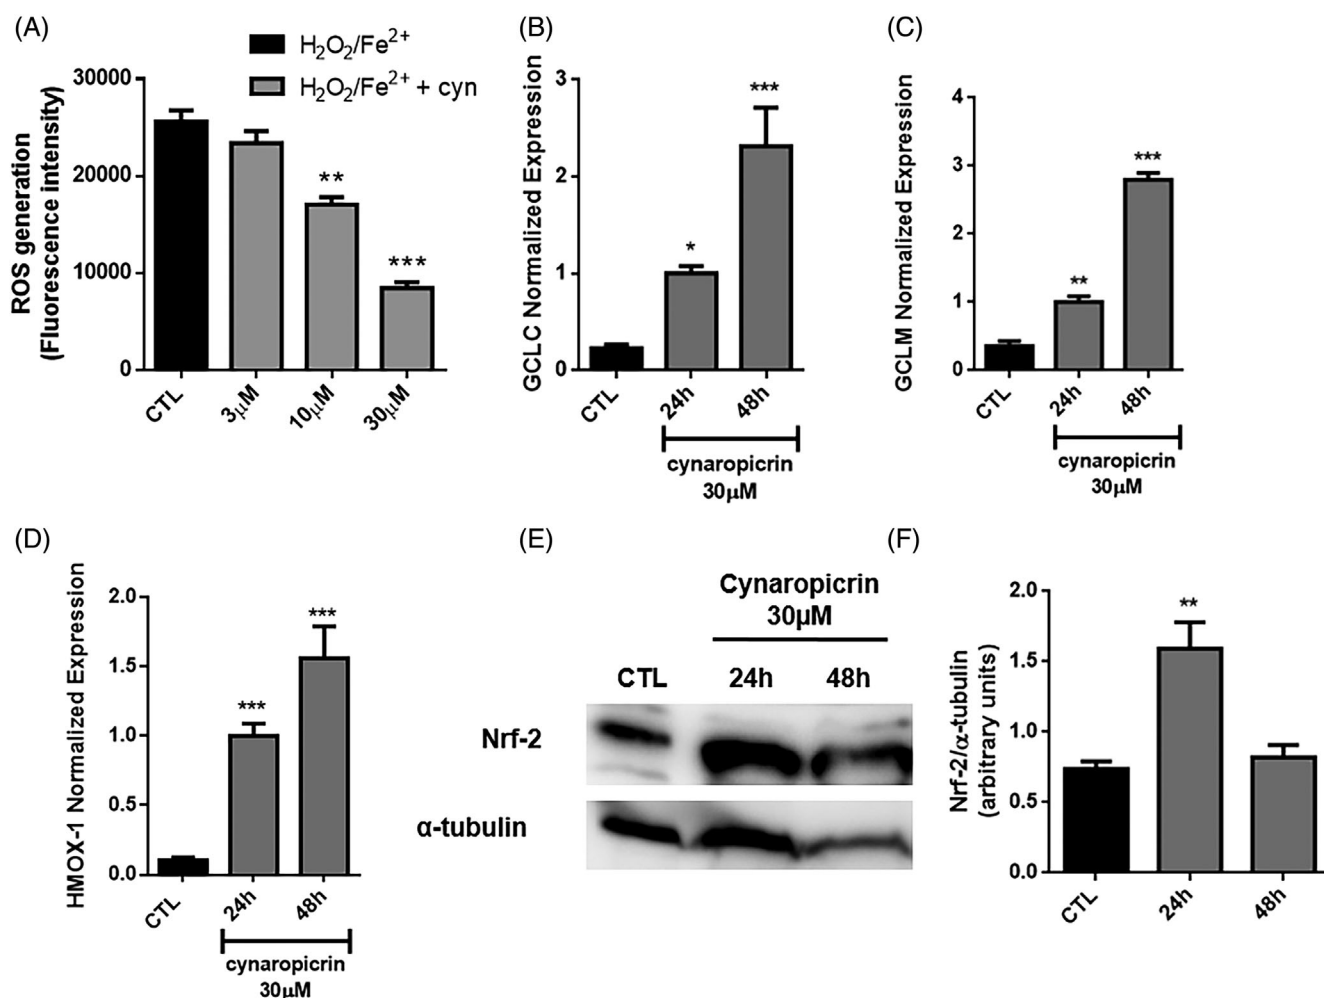 (A)
H₂O₂/Fe²⁺
H₂O₂/Fe²⁺ + cyn
ROS generation
(Fluorescence intensity)
30000
20000
10000
0
**
***
CTL
3μM
10μM
30μM
(B)
GCLC Normalized Expression
3
2
1
0
*
***
CTL
24h
48h
cynaropicrin
30μM
(C)
GCLM Normalized Expression
4
3
2
1
0
**
***
CTL
24h
48h
cynaropicrin
30μM
(D)
HMOX-1 Normalized Expression
2.0
1.5
1.0
0.5
0.0
***
***
CTL
24h
48h
cynaropicrin
30μM
(E)
Cynaropicrin
30μM
CTL
24h
48h
Nrf-2
α-tubulin
(F)
Nrf-2/α-tubulin
(arbitrary units)
2.0
1.5
1.0
0.5
0.0
**
CTL
24h
48h